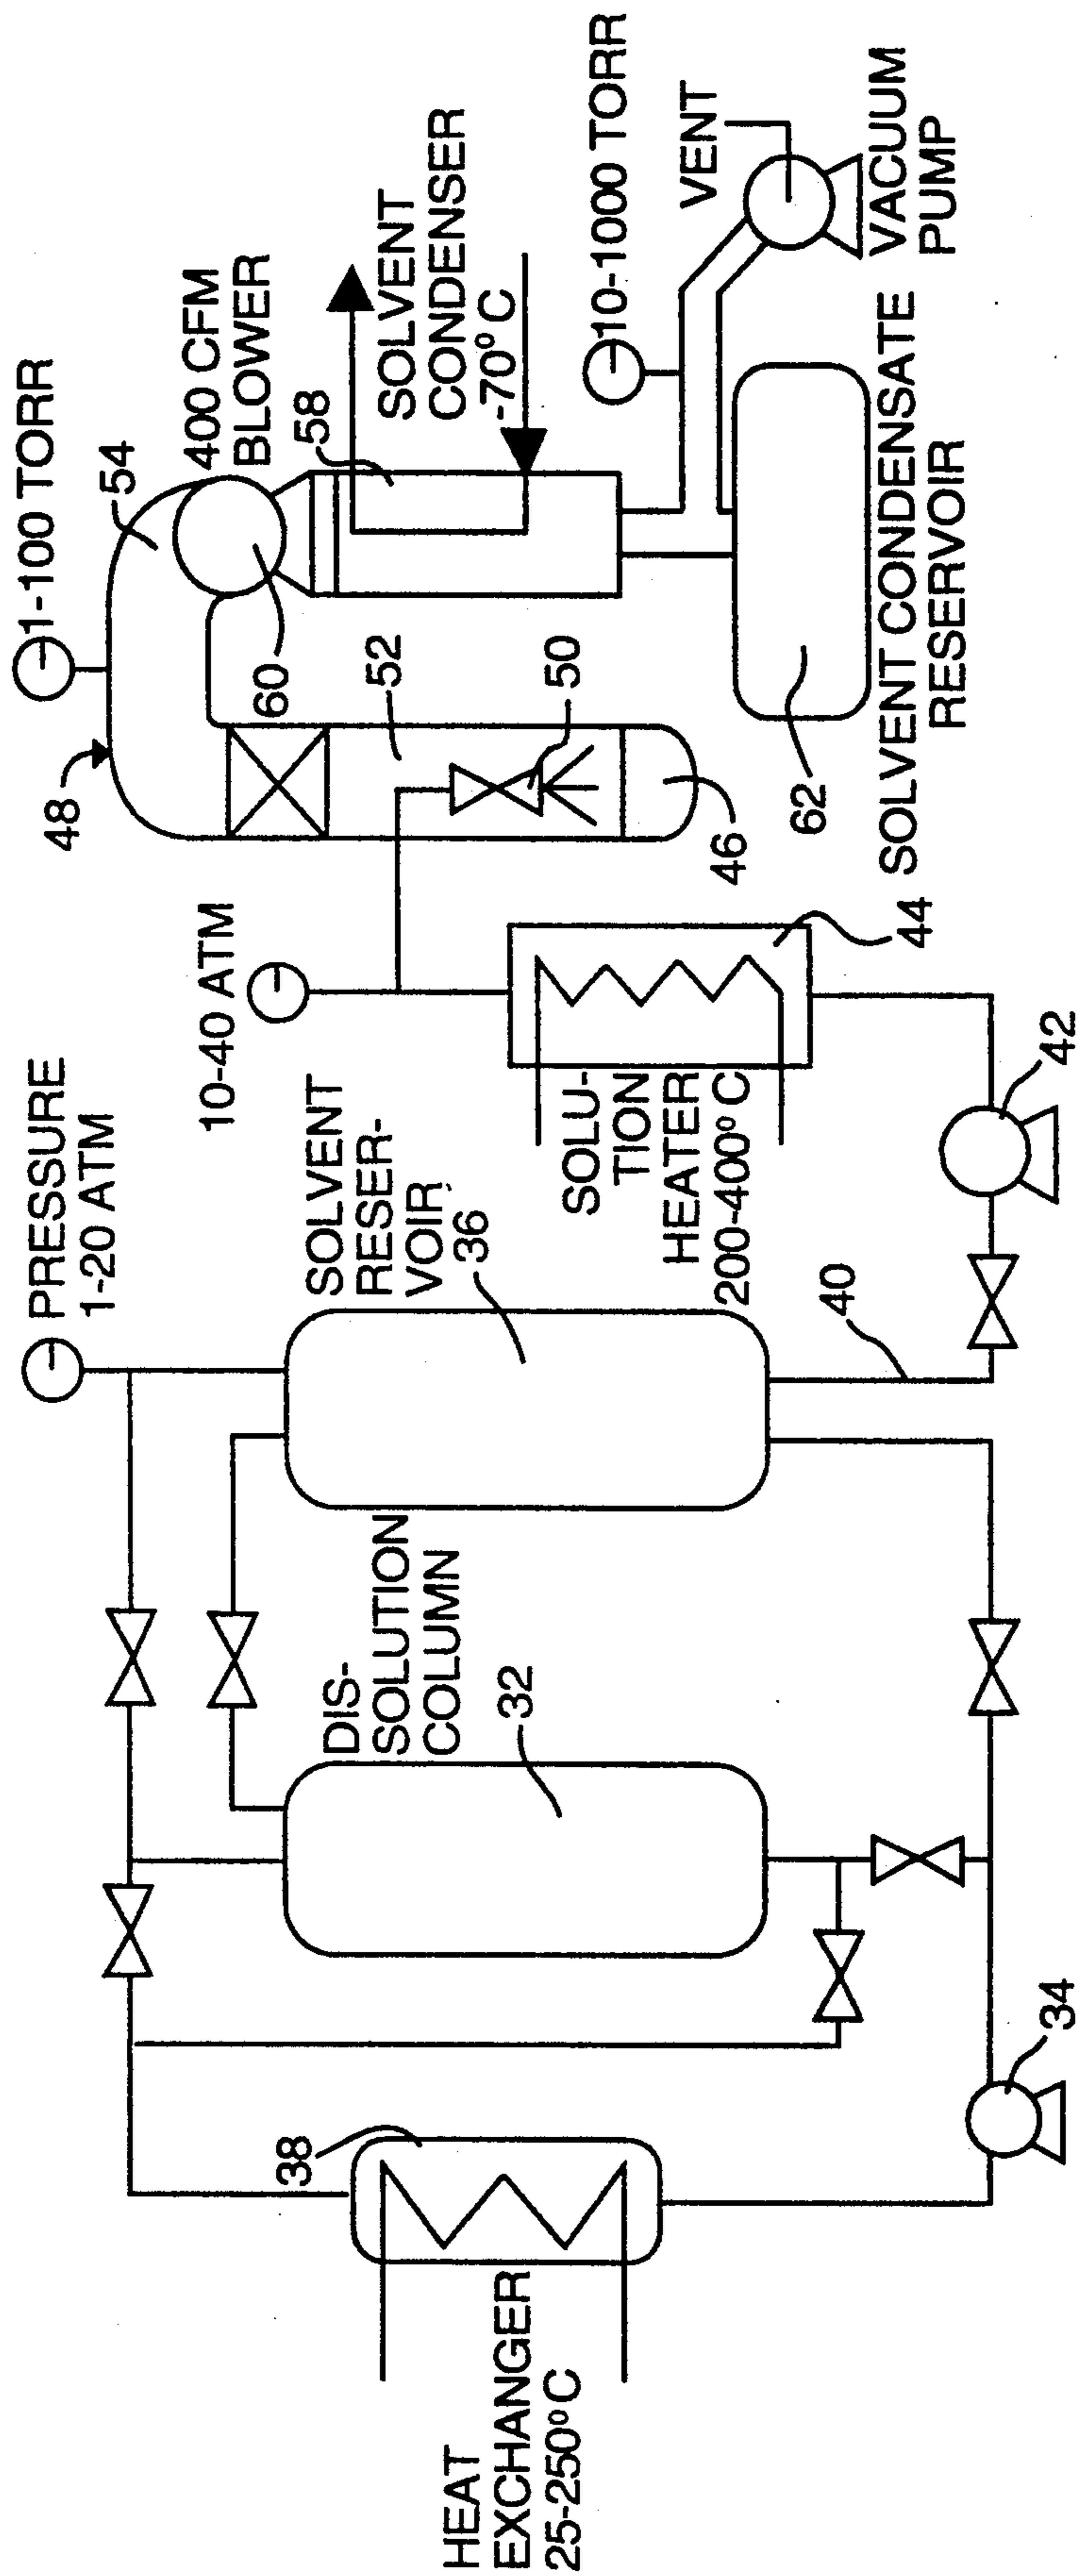 HEAT
EXCHANGER
25-250°C
38
34
DIS-
SOLUTION
COLUMN
32
PRESSURE
1-20 ATM
SOLVENT
RESER-
VOIR
36
40
42
10-40 ATM
SOLU-
TION
HEATER
200-400°C
44
48
1-100 TORR
54
400 CFM
BLOWER
60
52
50
46
58
SOLVENT
CONDENSER
-70°C
10-1000 TORR
VENT
VACUUM
PUMP
62
SOLVENT CONDENSATE
RESERVOIR